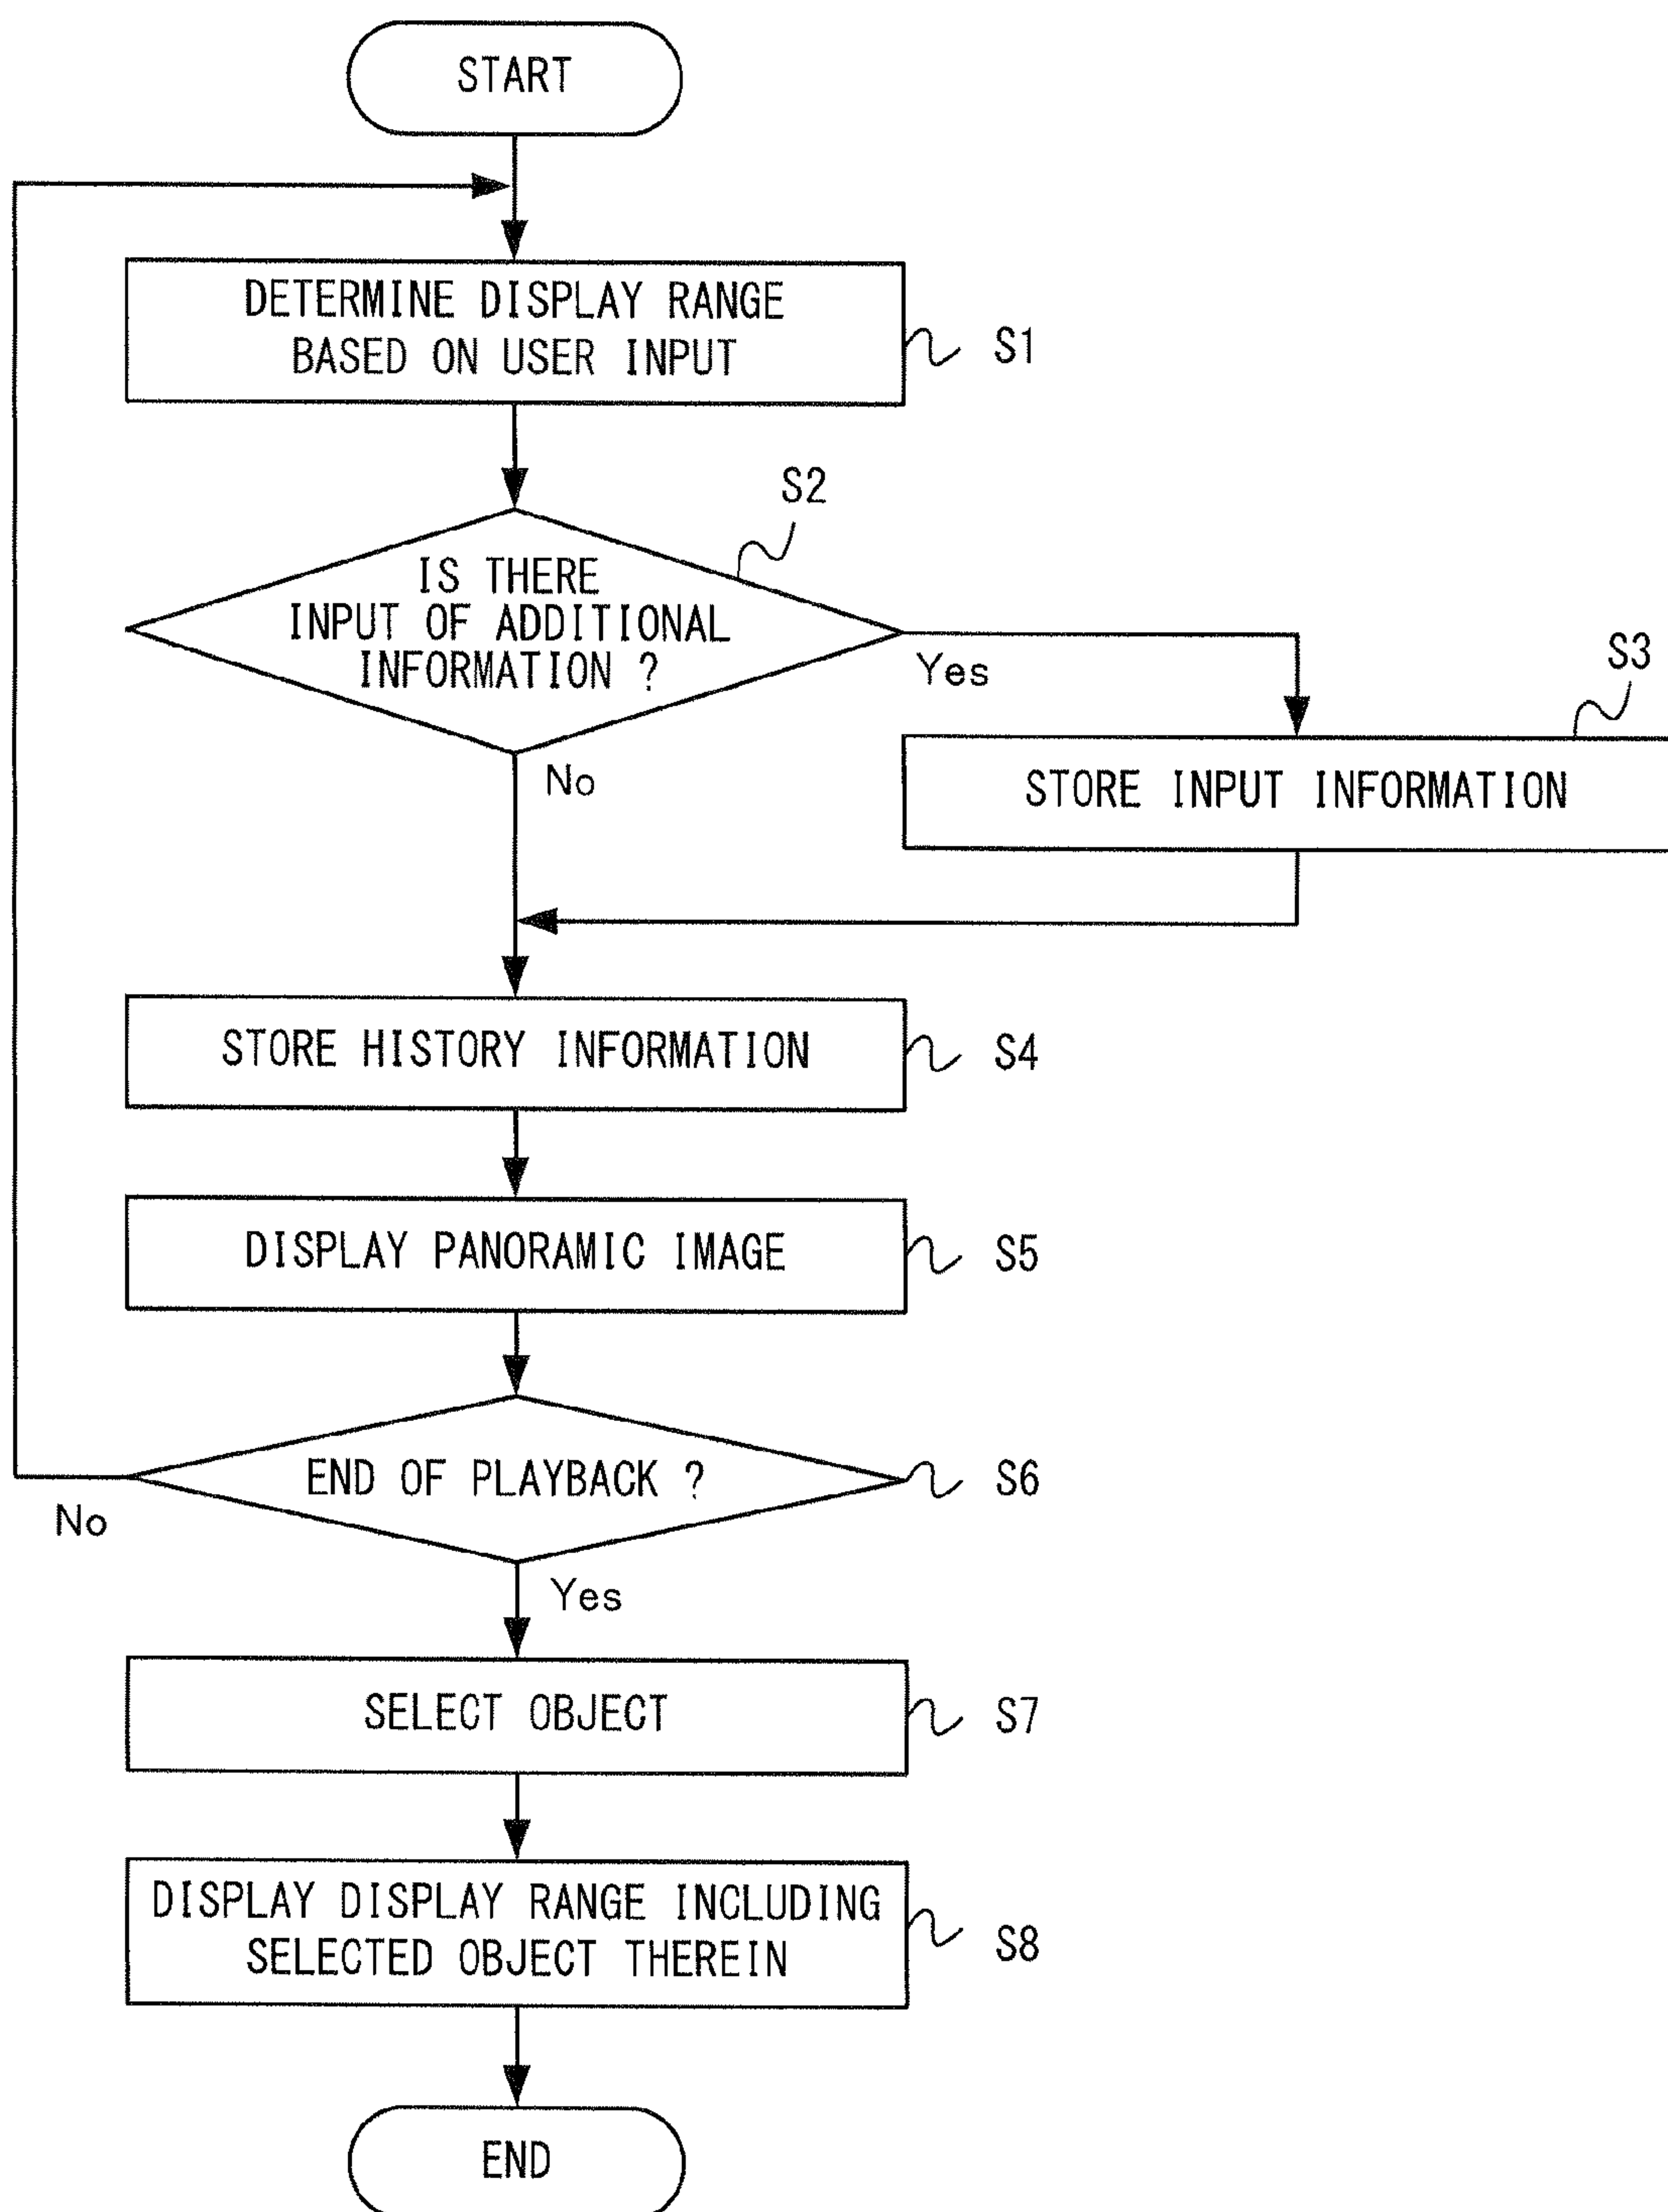 START
DETERMINE DISPLAY RANGE
BASED ON USER INPUT
S1
S2
IS THERE
INPUT OF ADDITIONAL
INFORMATION ?
Yes
No
S3
STORE INPUT INFORMATION
STORE HISTORY INFORMATION
S4
DISPLAY PANORAMIC IMAGE
S5
END OF PLAYBACK ?
S6
No
Yes
SELECT OBJECT
S7
DISPLAY DISPLAY RANGE INCLUDING
SELECTED OBJECT THEREIN
S8
END